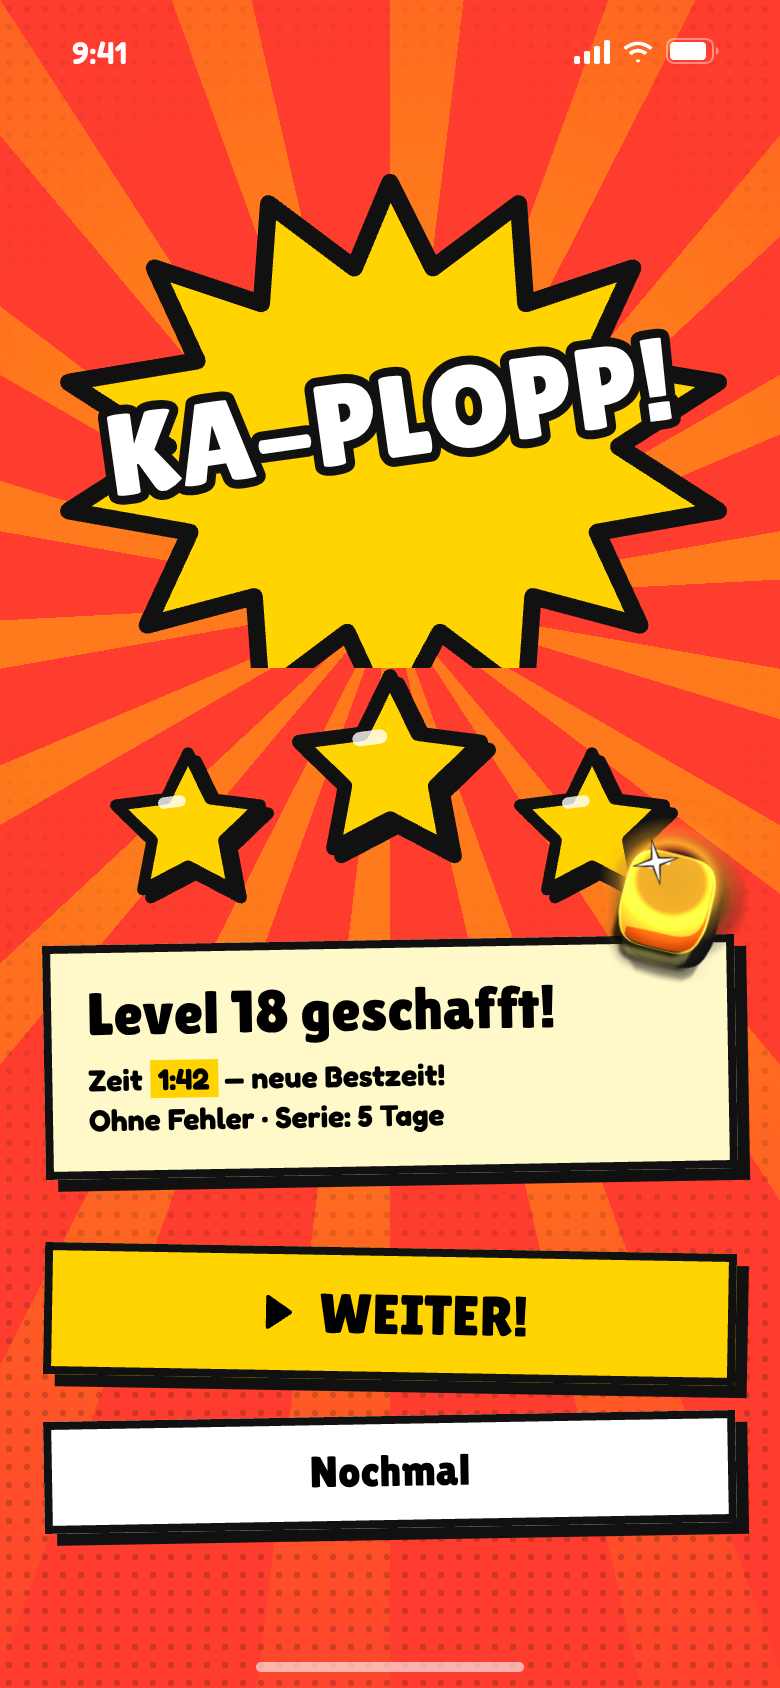 9:41
KA-PLOPP!
Level 18 geschafft!
Zeit 1:42 – neue Bestzeit!
Ohne Fehler · Serie: 5 Tage
WEITER!
Nochmal